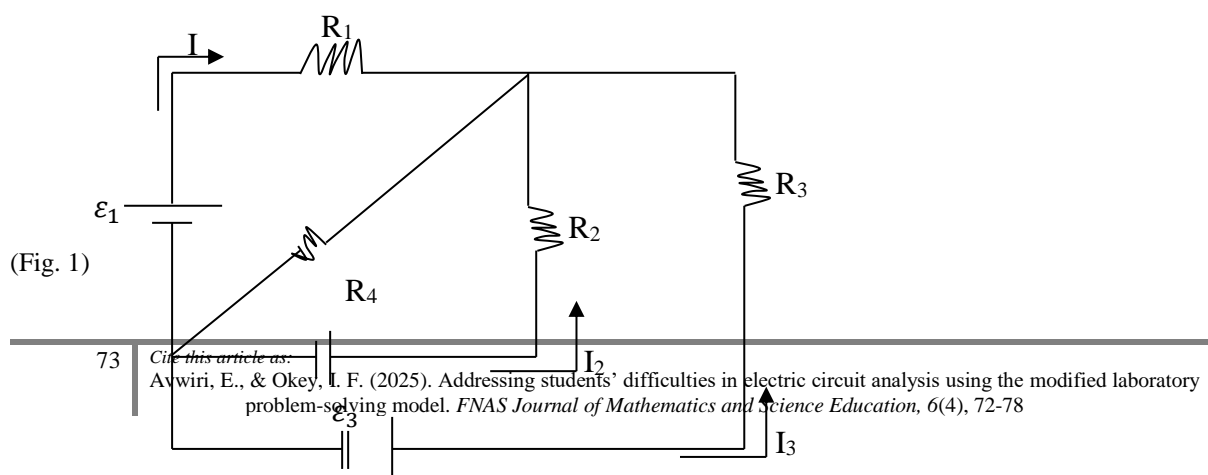 R1
I
R3
ε1
R2
(Fig. 1)
R4
73
Cite this article as:
I2
Avwiri, E., & Okey, I. F. (2025). Addressing students’ difficulties in electric circuit analysis using the modified laboratory
problem-solving model. FNAS Journal of Mathematics and Science Education, 6(4), 72-78
ε3
I3